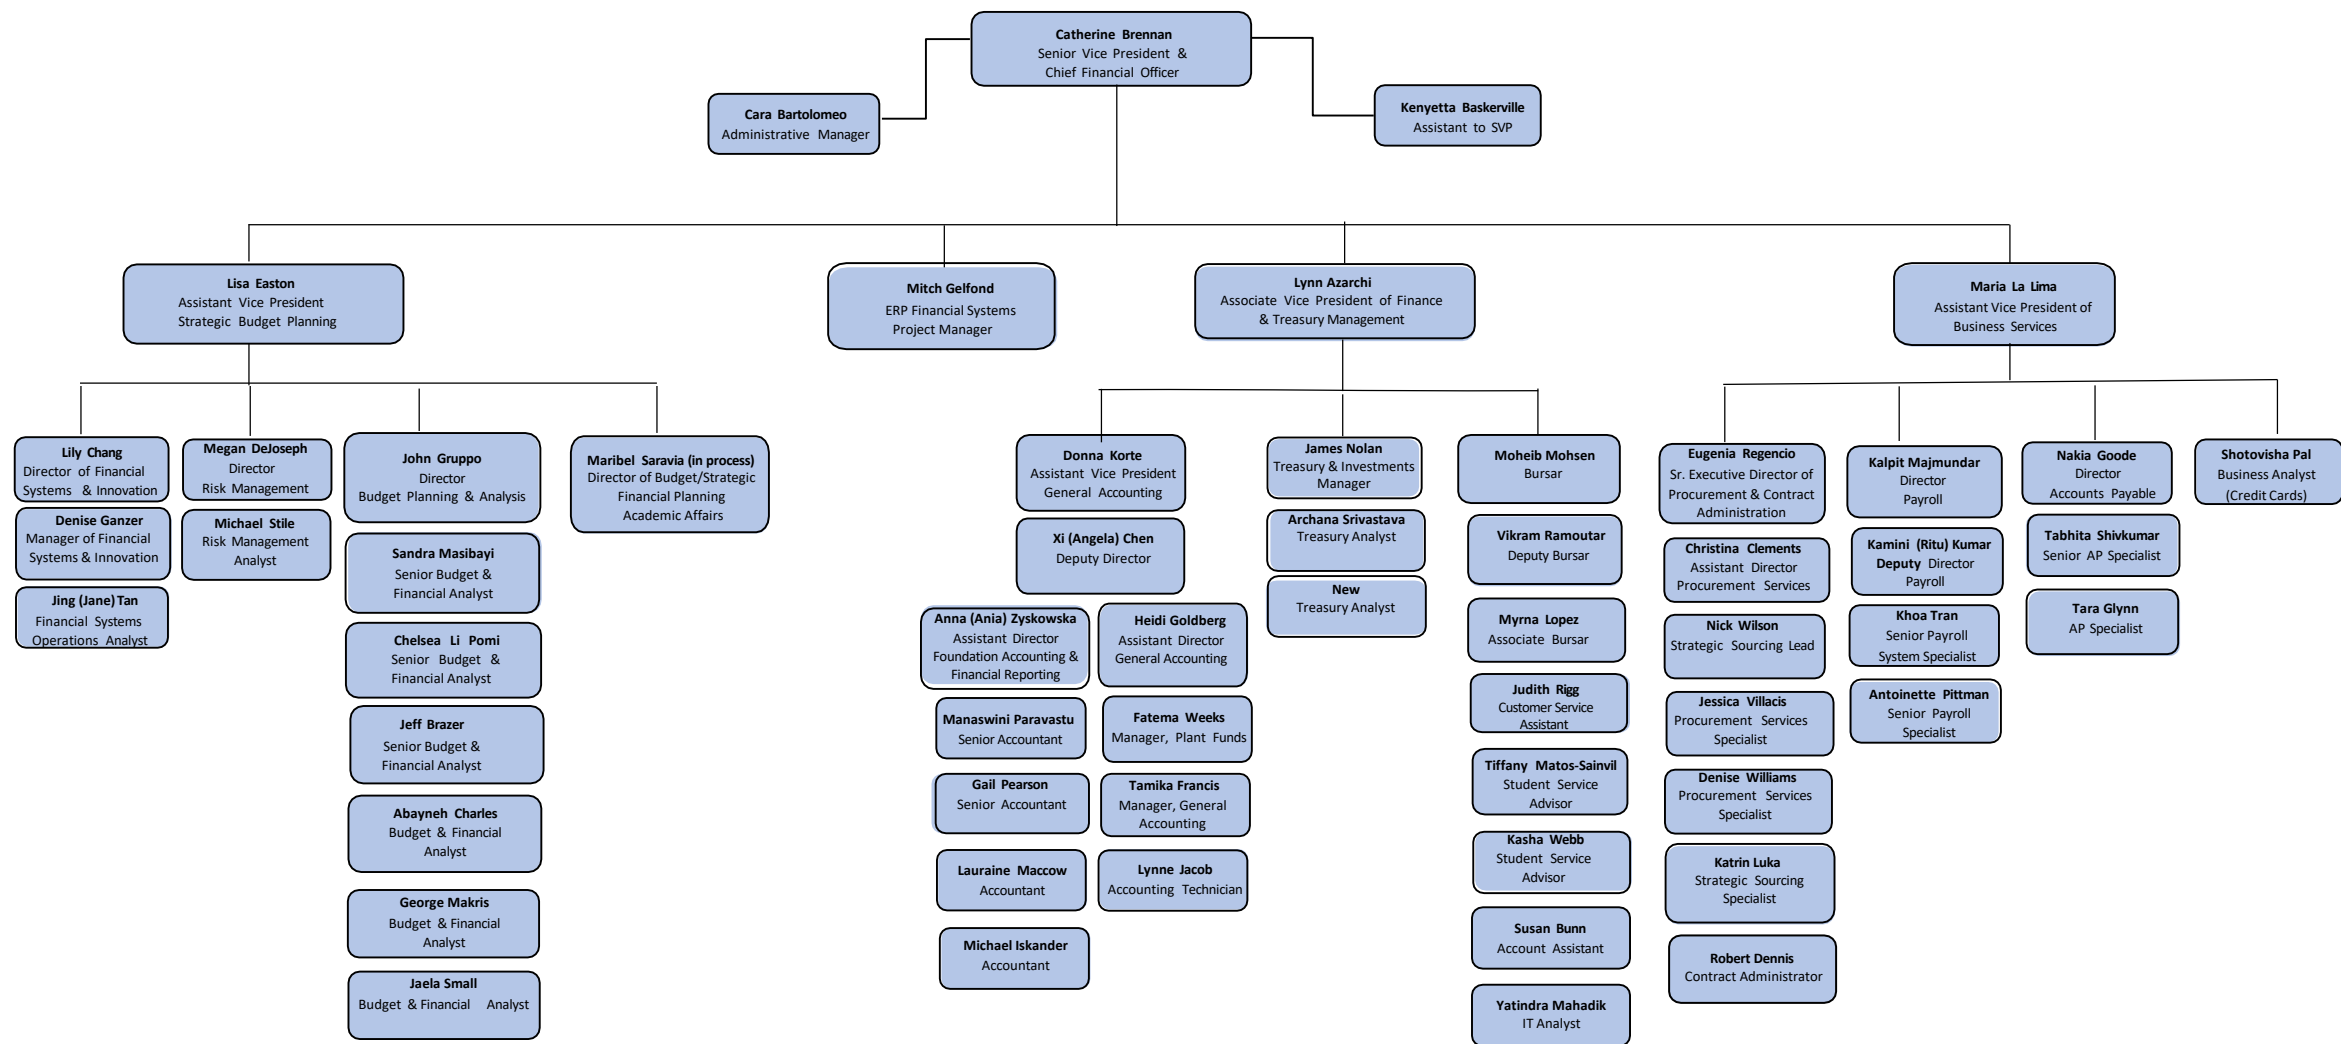 Catherine Brennan
Senior Vice President &
Chief Financial Officer
Cara Bartolomeo
Administrative Manager
Kenyetta Baskerville
Assistant to SVP
Lisa Easton
Assistant Vice President
Strategic Budget Planning
Mitch Gelfond
ERP Financial Systems
Project Manager
Lynn Azarchi
Associate Vice President of Finance
& Treasury Management
Maria La Lima
Assistant Vice President of
Business Services
Lily Chang
Director of Financial
Systems & Innovation
Denise Ganzer
Manager of Financial
Systems & Innovation
Jing (Jane) Tan
Financial Systems
Operations Analyst
Megan DeJoseph
Director
Risk Management
Michael Stile
Risk Management
Analyst
John Gruppo
Director
Budget Planning & Analysis
Sandra Masibayi
Senior Budget &
Financial Analyst
Chelsea Li Pomi
Senior Budget &
Financial Analyst
Jeff Brazer
Senior Budget &
Financial Analyst
Abayneh Charles
Budget & Financial
Analyst
George Makris
Budget & Financial
Analyst
Jaela Small
Budget & Financial Analyst
Maribel Saravia (in process)
Director of Budget/Strategic
Financial Planning
Academic Affairs
Donna Korte
Assistant Vice President
General Accounting
Xi (Angela) Chen
Deputy Director
Anna (Ania) Zyskowska
Assistant Director
Foundation Accounting &
Financial Reporting
Manaswini Paravastu
Senior Accountant
Gail Pearson
Senior Accountant
Lauraine Maccow
Accountant
Michael Iskander
Accountant
Heidi Goldberg
Assistant Director
General Accounting
Fatema Weeks
Manager, Plant Funds
Tamika Francis
Manager, General
Accounting
Lynne Jacob
Accounting Technician
James Nolan
Treasury & Investments
Manager
Archana Srivastava
Treasury Analyst
New
Treasury Analyst
Moheib Mohsen
Bursar
Vikram Ramoutar
Deputy Bursar
Myrna Lopez
Associate Bursar
Judith Rigg
Customer Service
Assistant
Tiffany Matos-Sainvil
Student Service
Advisor
Kasha Webb
Student Service
Advisor
Susan Bunn
Account Assistant
Yatindra Mahadik
IT Analyst
Eugenia Regencio
Sr. Executive Director of
Procurement & Contract
Administration
Christina Clements
Assistant Director
Procurement Services
Nick Wilson
Strategic Sourcing Lead
Jessica Villacis
Procurement Services
Specialist
Denise Williams
Procurement Services
Specialist
Katrin Luka
Strategic Sourcing
Specialist
Robert Dennis
Contract Administrator
Kalpit Majmundar
Director
Payroll
Kamini (Ritu) Kumar
Deputy Director
Payroll
Khoa Tran
Senior Payroll
System Specialist
Antoinette Pittman
Senior Payroll
Specialist
Nakia Goode
Director
Accounts Payable
Tabhita Shivkumar
Senior AP Specialist
Tara Glynn
AP Specialist
Shotovisha Pal
Business Analyst
(Credit Cards)